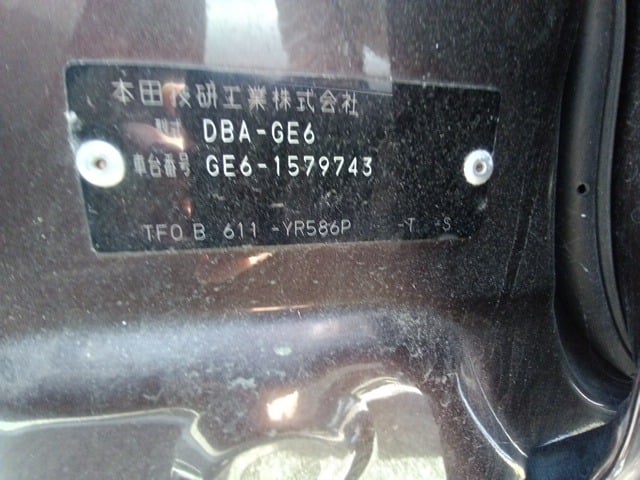 本田技研工業株式会社
型式 DBA-GE6
車台番号 GE6-1579743
TF0 B 611 -YR586P -T -S